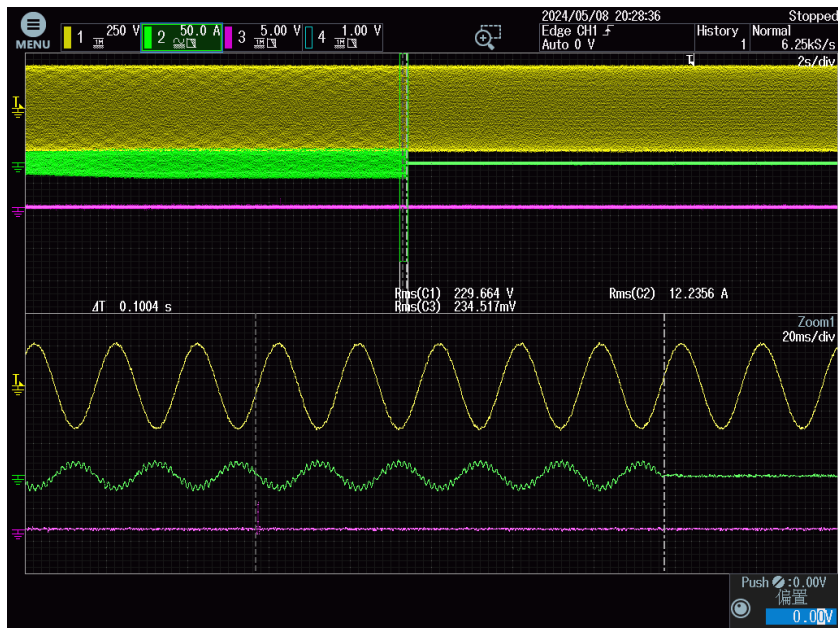 2024/05/08 20:28:36 Stopped
MENU 1 250 V 2 50.0 A 3 5.00 V 4 1.00 V Edge CH1 History Normal
Auto 0 V 1 6.25kS/s
2s/div
Rms(C1) 229.664 V Rms(C2) 12.2356 A
ΔT 0.1004 s Rms(C3) 234.517mV
Zoom1
20ms/div
Push :0.00V
偏置
0.00V